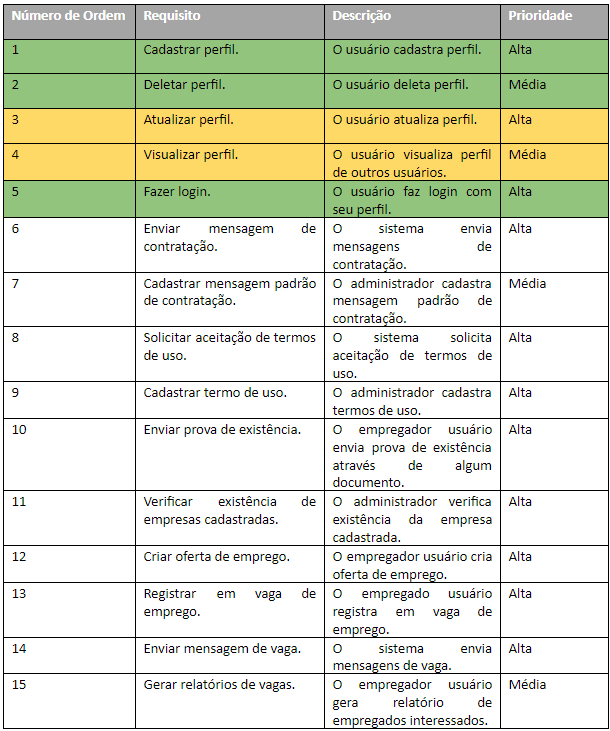 Número de Ordem Requisito Descrição Prioridade
1 Cadastrar perfil. O usuário cadastra perfil. Alta
2 Deletar perfil. O usuário deleta perfil. Média
3 Atualizar perfil. O usuário atualiza perfil. Alta
4 Visualizar perfil. O usuário visualiza perfil Média
de outros usuários.
5 Fazer login. O usuário faz login com Alta
seu perfil.
6 Enviar mensagem de O sistema envia Alta
contratação. mensagens de
contratação.
7 Cadastrar mensagem padrão O administrador cadastra Média
de contratação. mensagem padrão de
contratação.
8 Solicitar aceitação de termos O sistema solicita Alta
de uso. aceitação de termos de
uso.
9 Cadastrar termo de uso. O administrador cadastra Alta
termos de uso.
10 Enviar prova de existência. O empregador usuário Alta
envia prova de existência
através de algum
documento.
11 Verificar existência de O administrador verifica Alta
empresas cadastradas. existência da empresa
cadastrada.
12 Criar oferta de emprego. O empregador usuário cria Alta
oferta de emprego.
13 Registrar em vaga de O empregado usuário Alta
emprego. registra em vaga de
emprego.
14 Enviar mensagem de vaga. O sistema envia Alta
mensagens de vaga.
15 Gerar relatórios de vagas. O empregador usuário Média
gera relatório de
empregados interessados.